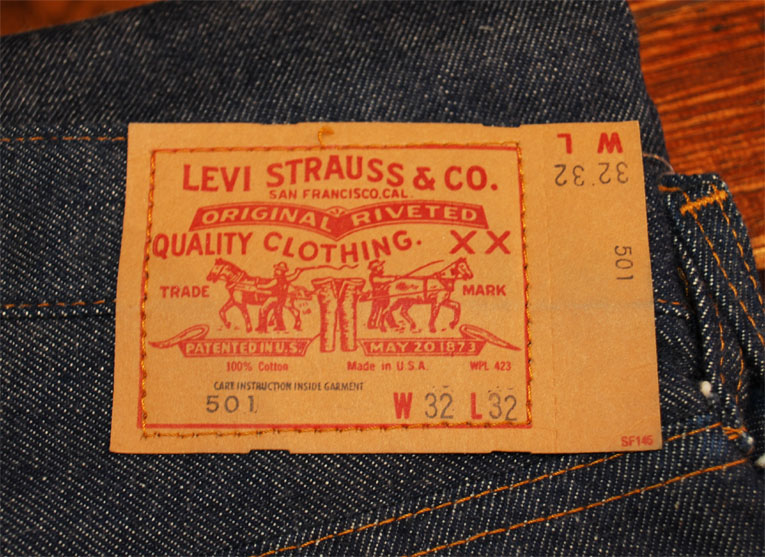 LEVI STRAUSS & CO.
SAN FRANCISCO, CAL.
ORIGINAL RIVETED
QUALITY CLOTHING. XX
TRADE MARK
PATENTED IN U.S. MAY 20 1873
100% Cotton Made in U.S.A. WPL 423
CARE INSTRUCTION INSIDE GARMENT
501 W 32 L 32
W L
32 32
501
SF146